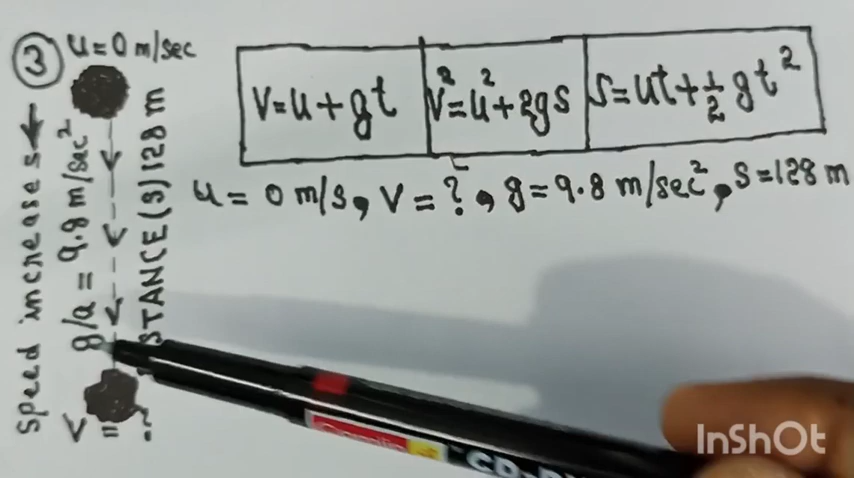 ③ u=0 m/sec
V=u+gt
V²=u²+2gs
S=ut+½gt²
u = 0 m/s, V = ?, g = 9.8 m/sec², S=128 m
speed increases
g/a = 9.8 m/sec²
STANCE(S) 128 m
V = ?
Camlin
InShOt